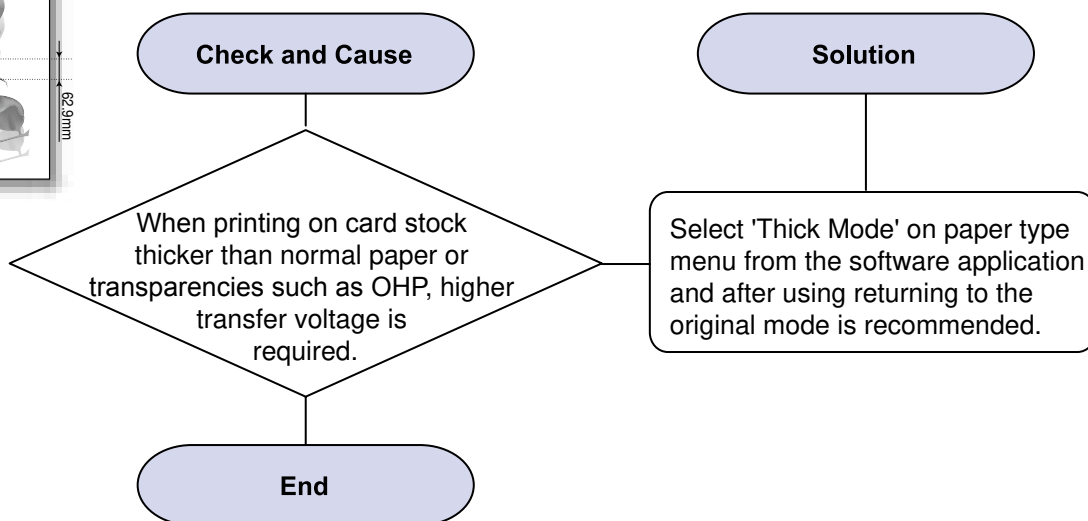 62.9mm
Check and Cause
Solution
When printing on card stock
thicker than normal paper or
transparencies such as OHP, higher
transfer voltage is
required.
Select 'Thick Mode' on paper type
menu from the software application
and after using returning to the
original mode is recommended.
End